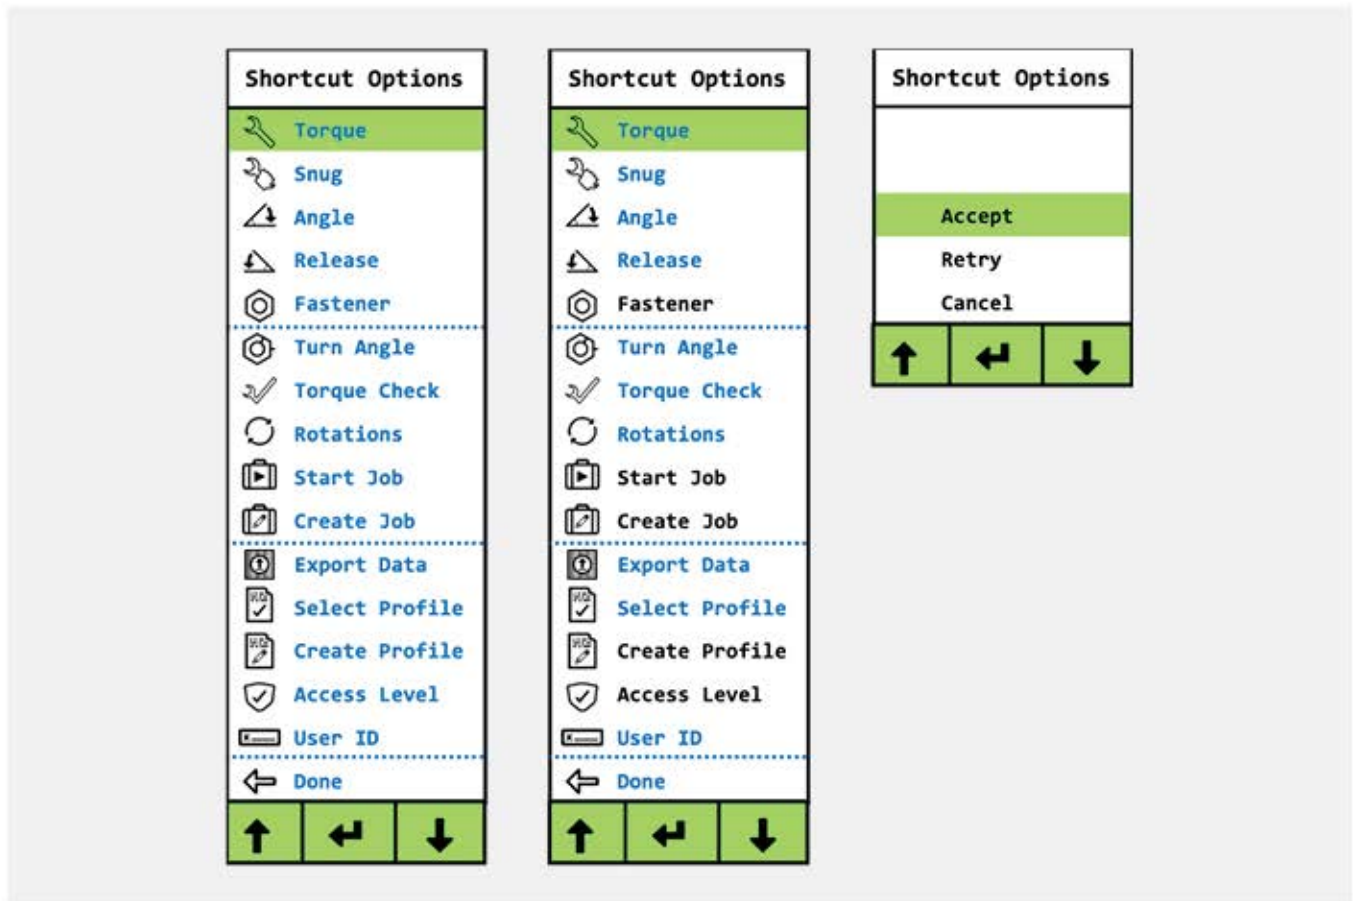 Shortcut Options
Torque
Snug
Angle
Release
Fastener
Turn Angle
Torque Check
Rotations
Start Job
Create Job
Export Data
Select Profile
Create Profile
Access Level
User ID
Done
Shortcut Options
Torque
Snug
Angle
Release
Fastener
Turn Angle
Torque Check
Rotations
Start Job
Create Job
Export Data
Select Profile
Create Profile
Access Level
User ID
Done
Shortcut Options
Accept
Retry
Cancel